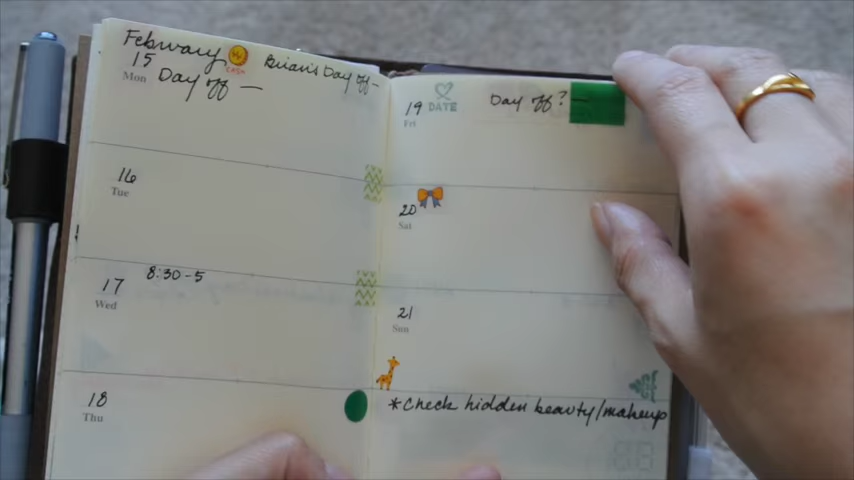 February
15
Mon
Brian's Day off-
Day off —
16
Tue
17
Wed
8:30-5
18
Thu
19
Fri
DATE
Day off?
20
Sat
21
Sun
*check hidden beauty/makeup